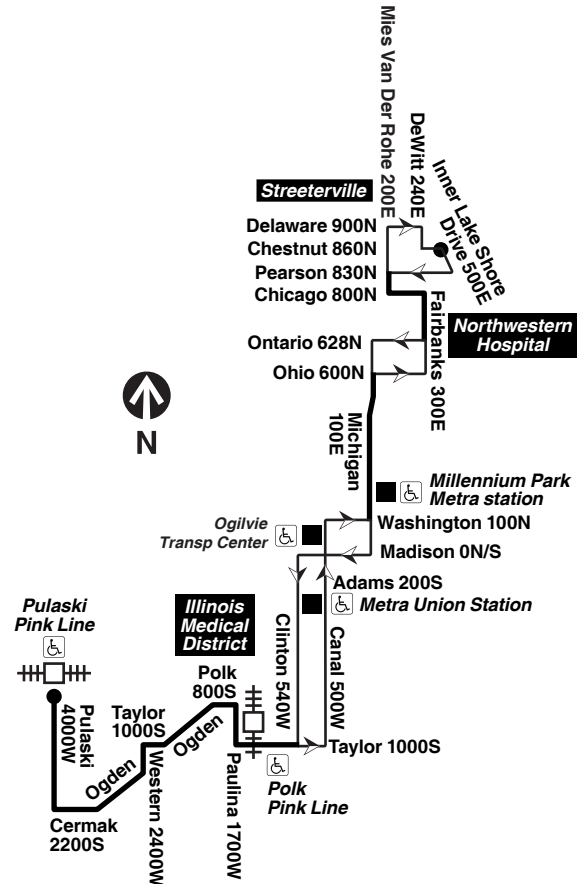 Mies Van Der Rohe 200E
DeWitt 240E
Inner Lake Shore
Drive 500E
Streeterville
Delaware 900N
Chestnut 860N
Pearson 830N
Chicago 800N
Fairbanks 300E
Northwestern
Hospital
Ontario 628N
Ohio 600N
N
Michigan
100E
Millennium Park
Metra station
Ogilvie
Transp Center
Washington 100N
Madison 0N/S
Adams 200S
Metra Union Station
Pulaski
Pink Line
Illinois
Medical
District
Clinton 540W
Canal 500W
Polk
800S
Pulaski
4000W
Taylor
1000S
Ogden
Ogden
Taylor 1000S
Western 2400W
Paulina 1700W
Polk
Pink Line
Cermak
2200S